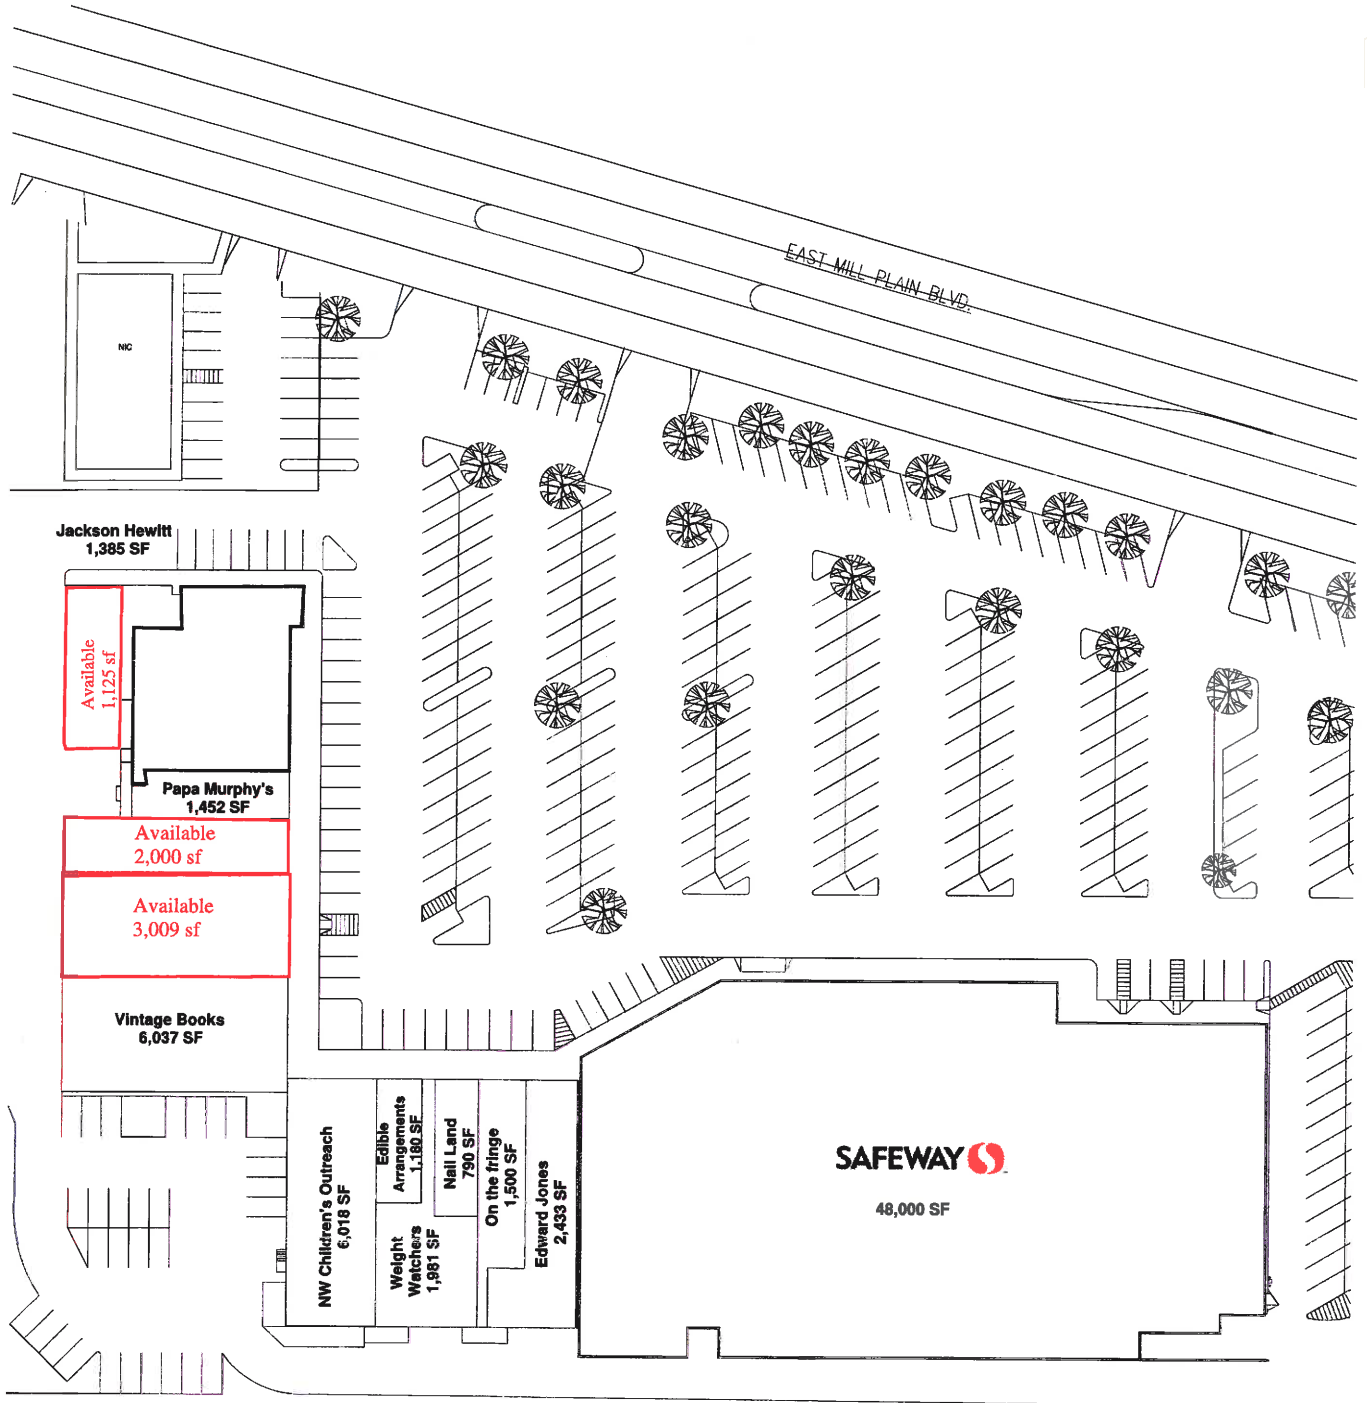 EAST MILL PLAIN BLVD.
NIC
Jackson Hewitt
1,385 SF
Available
1,125 sf
Papa Murphy's
1,452 SF
Available
2,000 sf
Available
3,009 sf
Vintage Books
6,037 SF
NW Children's Outreach
6,018 SF
Edible
Arrangements
1,180 SF
Weight
Watchers
1,981 SF
Nail Land
790 SF
On the fringe
1,500 SF
Edward Jones
2,433 SF
SAFEWAY
48,000 SF